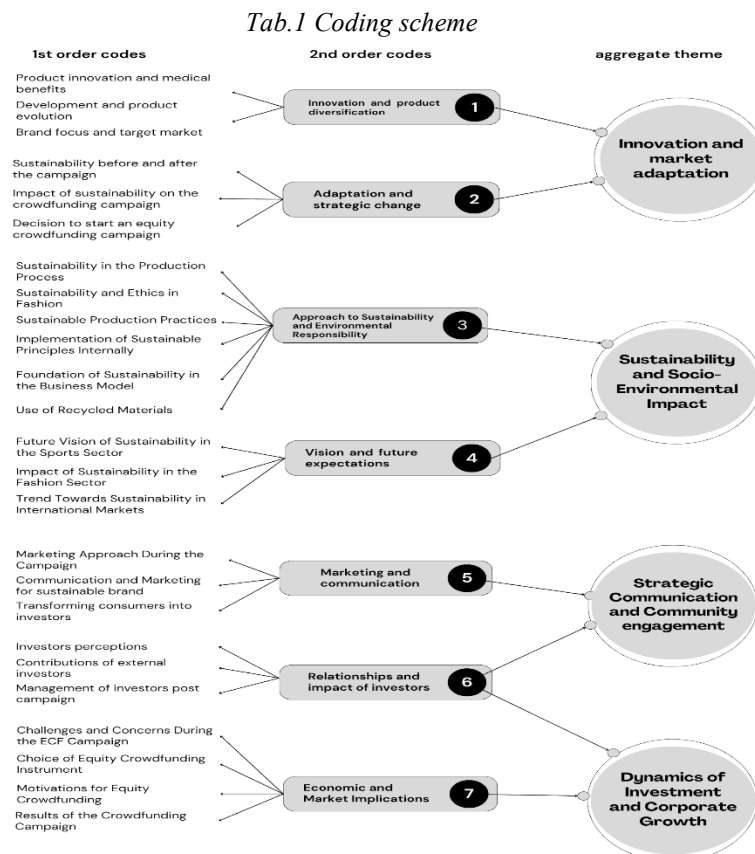 Tab.1 Coding scheme
1st order codes
2nd order codes
aggregate theme
Product innovation and medical
benefits
Development and product
evolution
Brand focus and target market
Innovation and product
diversification
1
Sustainability before and after
the campaign
Impact of sustainability on the
crowdfunding campaign
Decision to start an equity
crowdfunding campaign
Adaptation and
strategic change
2
Innovation and
market
adaptation
Sustainability in the Production
Process
Sustainability and Ethics in
Fashion
Sustainable Production Practices
Implementation of Sustainable
Principles Internally
Foundation of Sustainability in
the Business Model
Use of Recycled Materials
Approach to Sustainability
and Environmental
Responsibility
3
Future Vision of Sustainability in
the Sports Sector
Impact of Sustainability in the
Fashion Sector
Trend Towards Sustainability in
International Markets
Vision and future
expectations
4
Sustainability
and Socio-
Environmental
Impact
Marketing Approach During the
Campaign
Communication and Marketing
for sustainable brand
Transforming consumers into
investors
Marketing and
communication
5
Investors perceptions
Contributions of external
investors
Management of investors post
campaign
Relationships and
impact of investors
6
Strategic
Communication
and Community
engagement
Challenges and Concerns During
the ECF Campaign
Choice of Equity Crowdfunding
Instrument
Motivations for Equity
Crowdfunding
Results of the Crowdfunding
Campaign
Economic and
Market Implications
7
Dynamics of
Investment
and Corporate
Growth